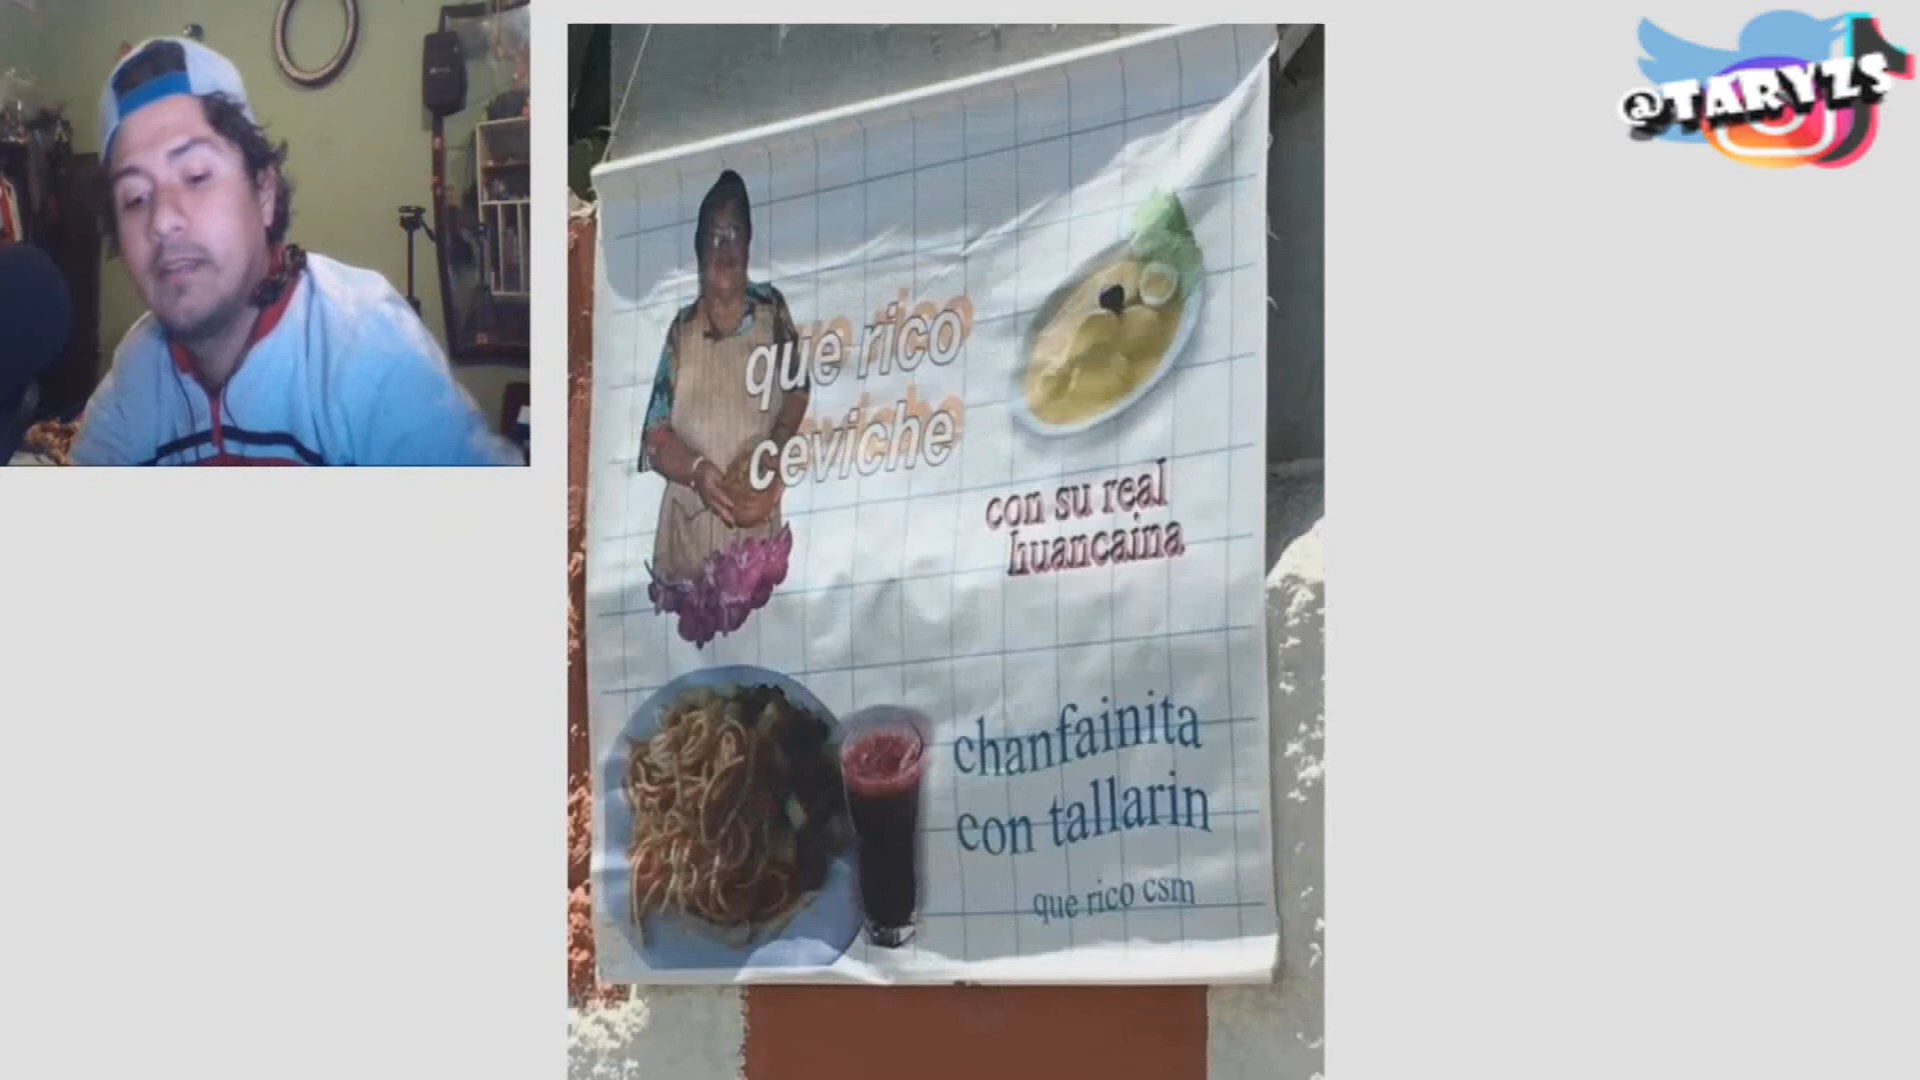 @TARYZS
que rico
ceviche
con su real
huancaina
chanfainita
con tallarin
que rico csm